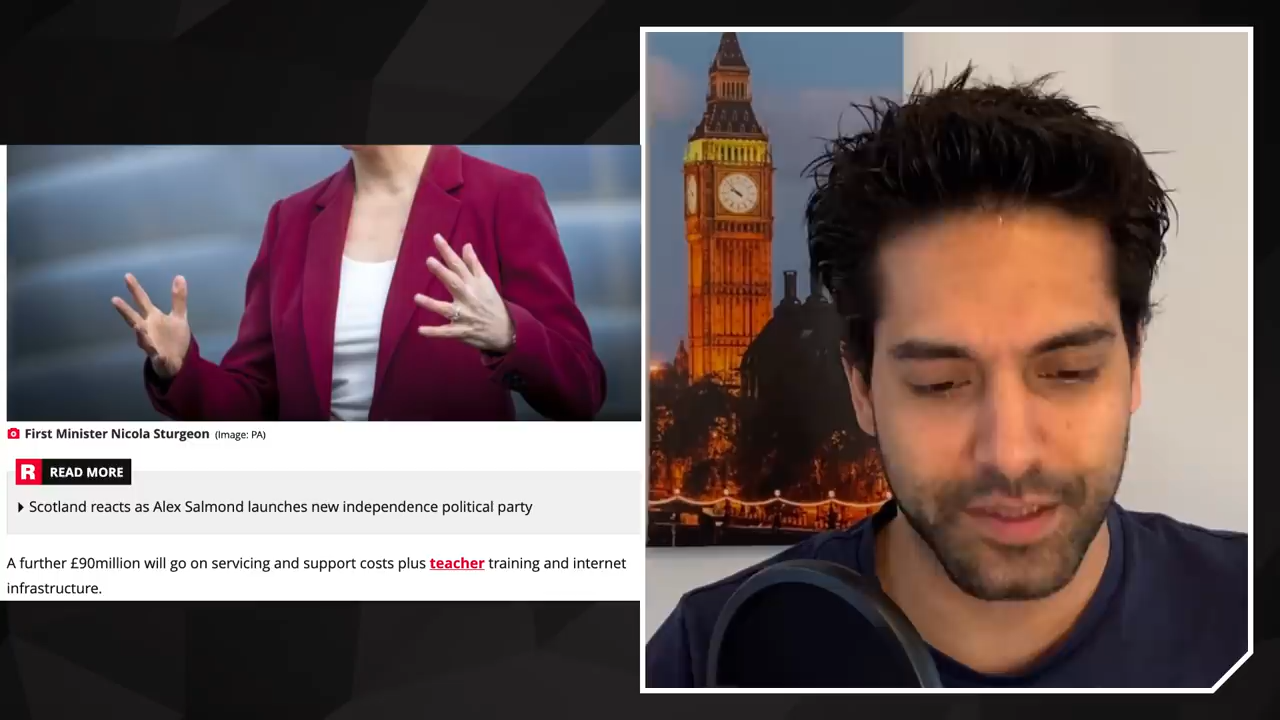 First Minister Nicola Sturgeon (Image: PA)
R READ MORE
Scotland reacts as Alex Salmond launches new independence political party
A further £90million will go on servicing and support costs plus teacher training and internet
infrastructure.